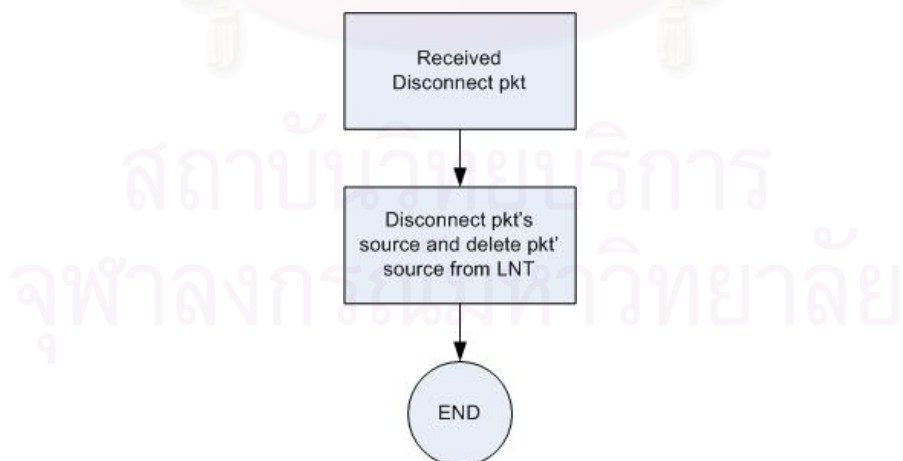 Received
Disconnect pkt
สถาบันวิทยบริการ
Disconnect pkt's
source and delete pkt'
source from LNT
จุฬาลงกรณ์มหาวิทยาลัย
END